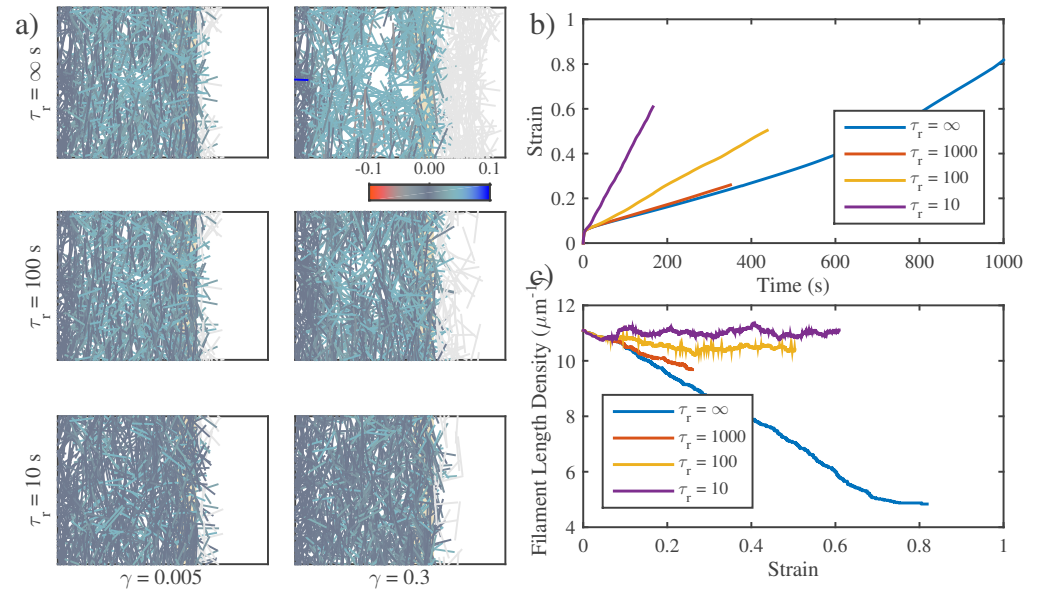 a)
τr = ∞ s
-0.1 0.00 0.1
τr = 100 s
τr = 10 s
γ = 0.005
γ = 0.3
b)
Strain
1
0.8
0.6
0.4
0.2
0
0 200 400 600 800 1000
Time (s)
τr = ∞
τr = 1000
τr = 100
τr = 10
c)
Filament Length Density (μm⁻¹)
12
10
8
6
4
0 0.2 0.4 0.6 0.8 1
Strain
τr = ∞
τr = 1000
τr = 100
τr = 10